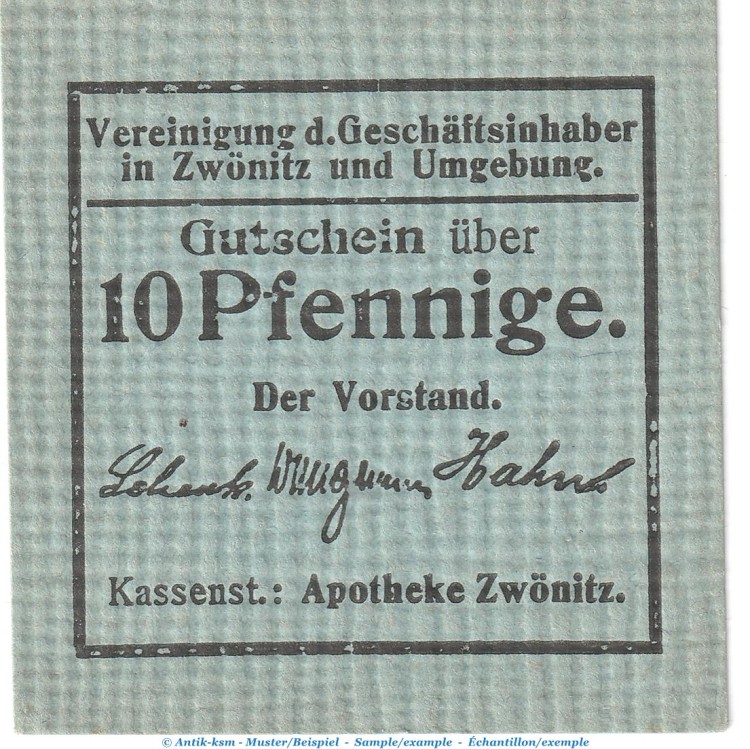 Vereinigung d. Geschäftsinhaber
in Zwönitz und Umgebung.
Gutschein über
10 Pfennige.
Der Vorstand.
Hahn
Kassenst.: Apotheke Zwönitz.
© Antik-ksm - Muster/Beispiel - Sample/example - Échantillon/exemple